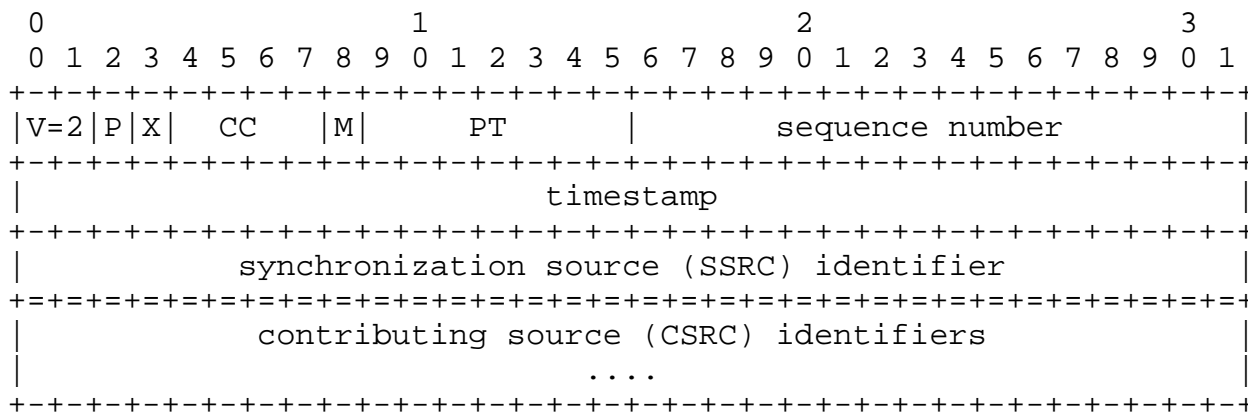 0                   1                   2                   3
0 1 2 3 4 5 6 7 8 9 0 1 2 3 4 5 6 7 8 9 0 1 2 3 4 5 6 7 8 9 0 1
+-+-+-+-+-+-+-+-+-+-+-+-+-+-+-+-+-+-+-+-+-+-+-+-+-+-+-+-+-+-+-+-+
|V=2|P|X|  CC   |M|     PT      |       sequence number         |
+-+-+-+-+-+-+-+-+-+-+-+-+-+-+-+-+-+-+-+-+-+-+-+-+-+-+-+-+-+-+-+-+
|                           timestamp                           |
+-+-+-+-+-+-+-+-+-+-+-+-+-+-+-+-+-+-+-+-+-+-+-+-+-+-+-+-+-+-+-+-+
|           synchronization source (SSRC) identifier            |
+=+=+=+=+=+=+=+=+=+=+=+=+=+=+=+=+=+=+=+=+=+=+=+=+=+=+=+=+=+=+=+=+
|            contributing source (CSRC) identifiers             |
|                             ....                              |
+-+-+-+-+-+-+-+-+-+-+-+-+-+-+-+-+-+-+-+-+-+-+-+-+-+-+-+-+-+-+-+-+